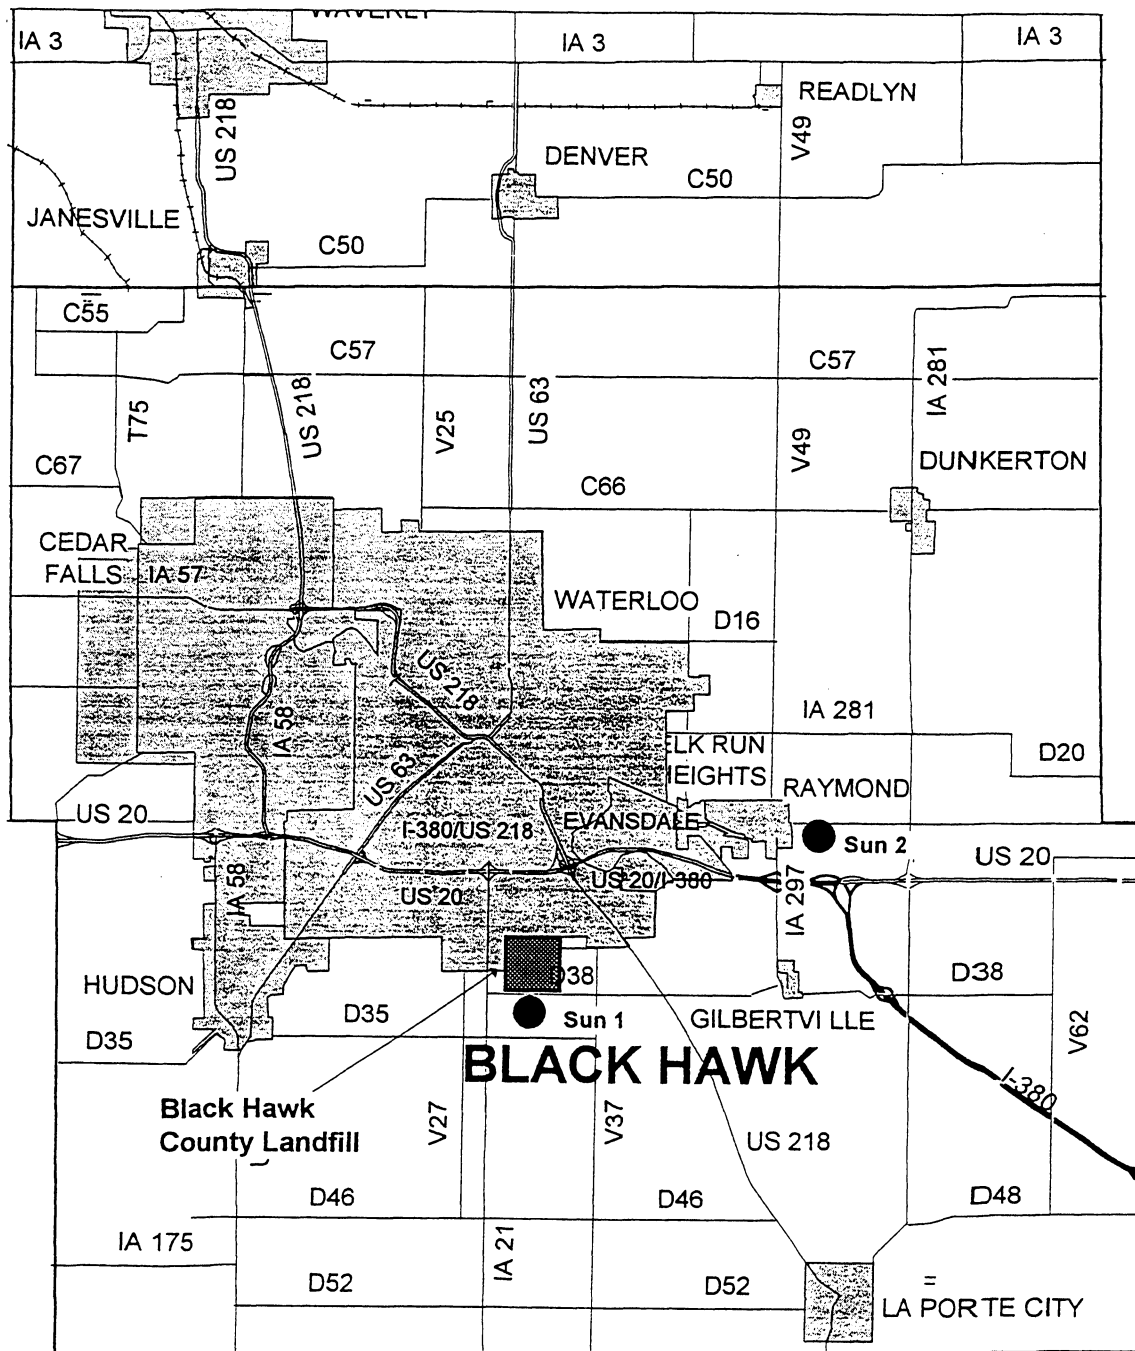 WAVERLY
IA 3
IA 3
IA 3
READLYN
US 218
V49
DENVER
C50
JANESVILLE
C50
C55
C57
C57
IA 281
T75
US 218
V25
US 63
V49
C67
DUNKERTON
C66
CEDAR
FALLS
IA 57
WATERLOO
D16
US 218
A 58
IA 281
ELK RUN
HEIGHTS
D20
US 63
RAYMOND
US 20
I-380/US 218
EVANSDALE
Sun 2
US 20
IA 58
US 20
US 20/I-380
IA 297
HUDSON
D38
D38
D35
D35
Sun 1
GILBERTVILLE
V62
BLACK HAWK
I-380
Black Hawk
County Landfill
V27
V37
US 218
D46
D46
D48
IA 175
IA 21
D52
D52
LA PORTE CITY